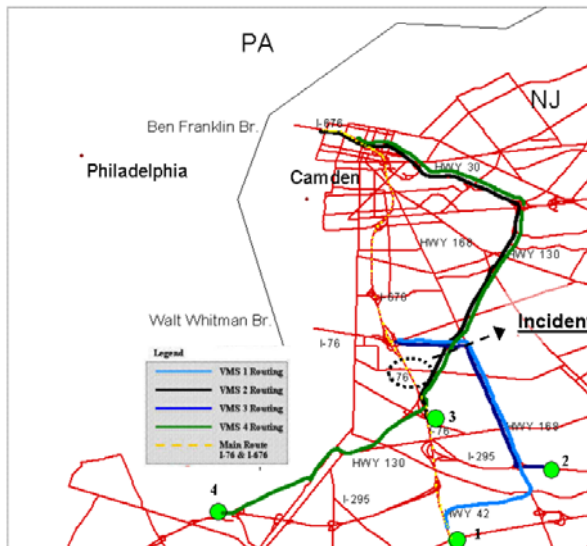 PA
NJ
I-676
Ben Franklin Br.
HWY 30
Philadelphia
Camden
HWY 168
HWY 130
I-676
Walt Whitman Br.
Incident
I-76
Legend
VMS 1 Routing
VMS 2 Routing
VMS 3 Routing
VMS 4 Routing
Main Route
I-76 & I-676
76
3
I-76
HWY 168
HWY 130
I-295
2
4
I-295
HWY 42
1